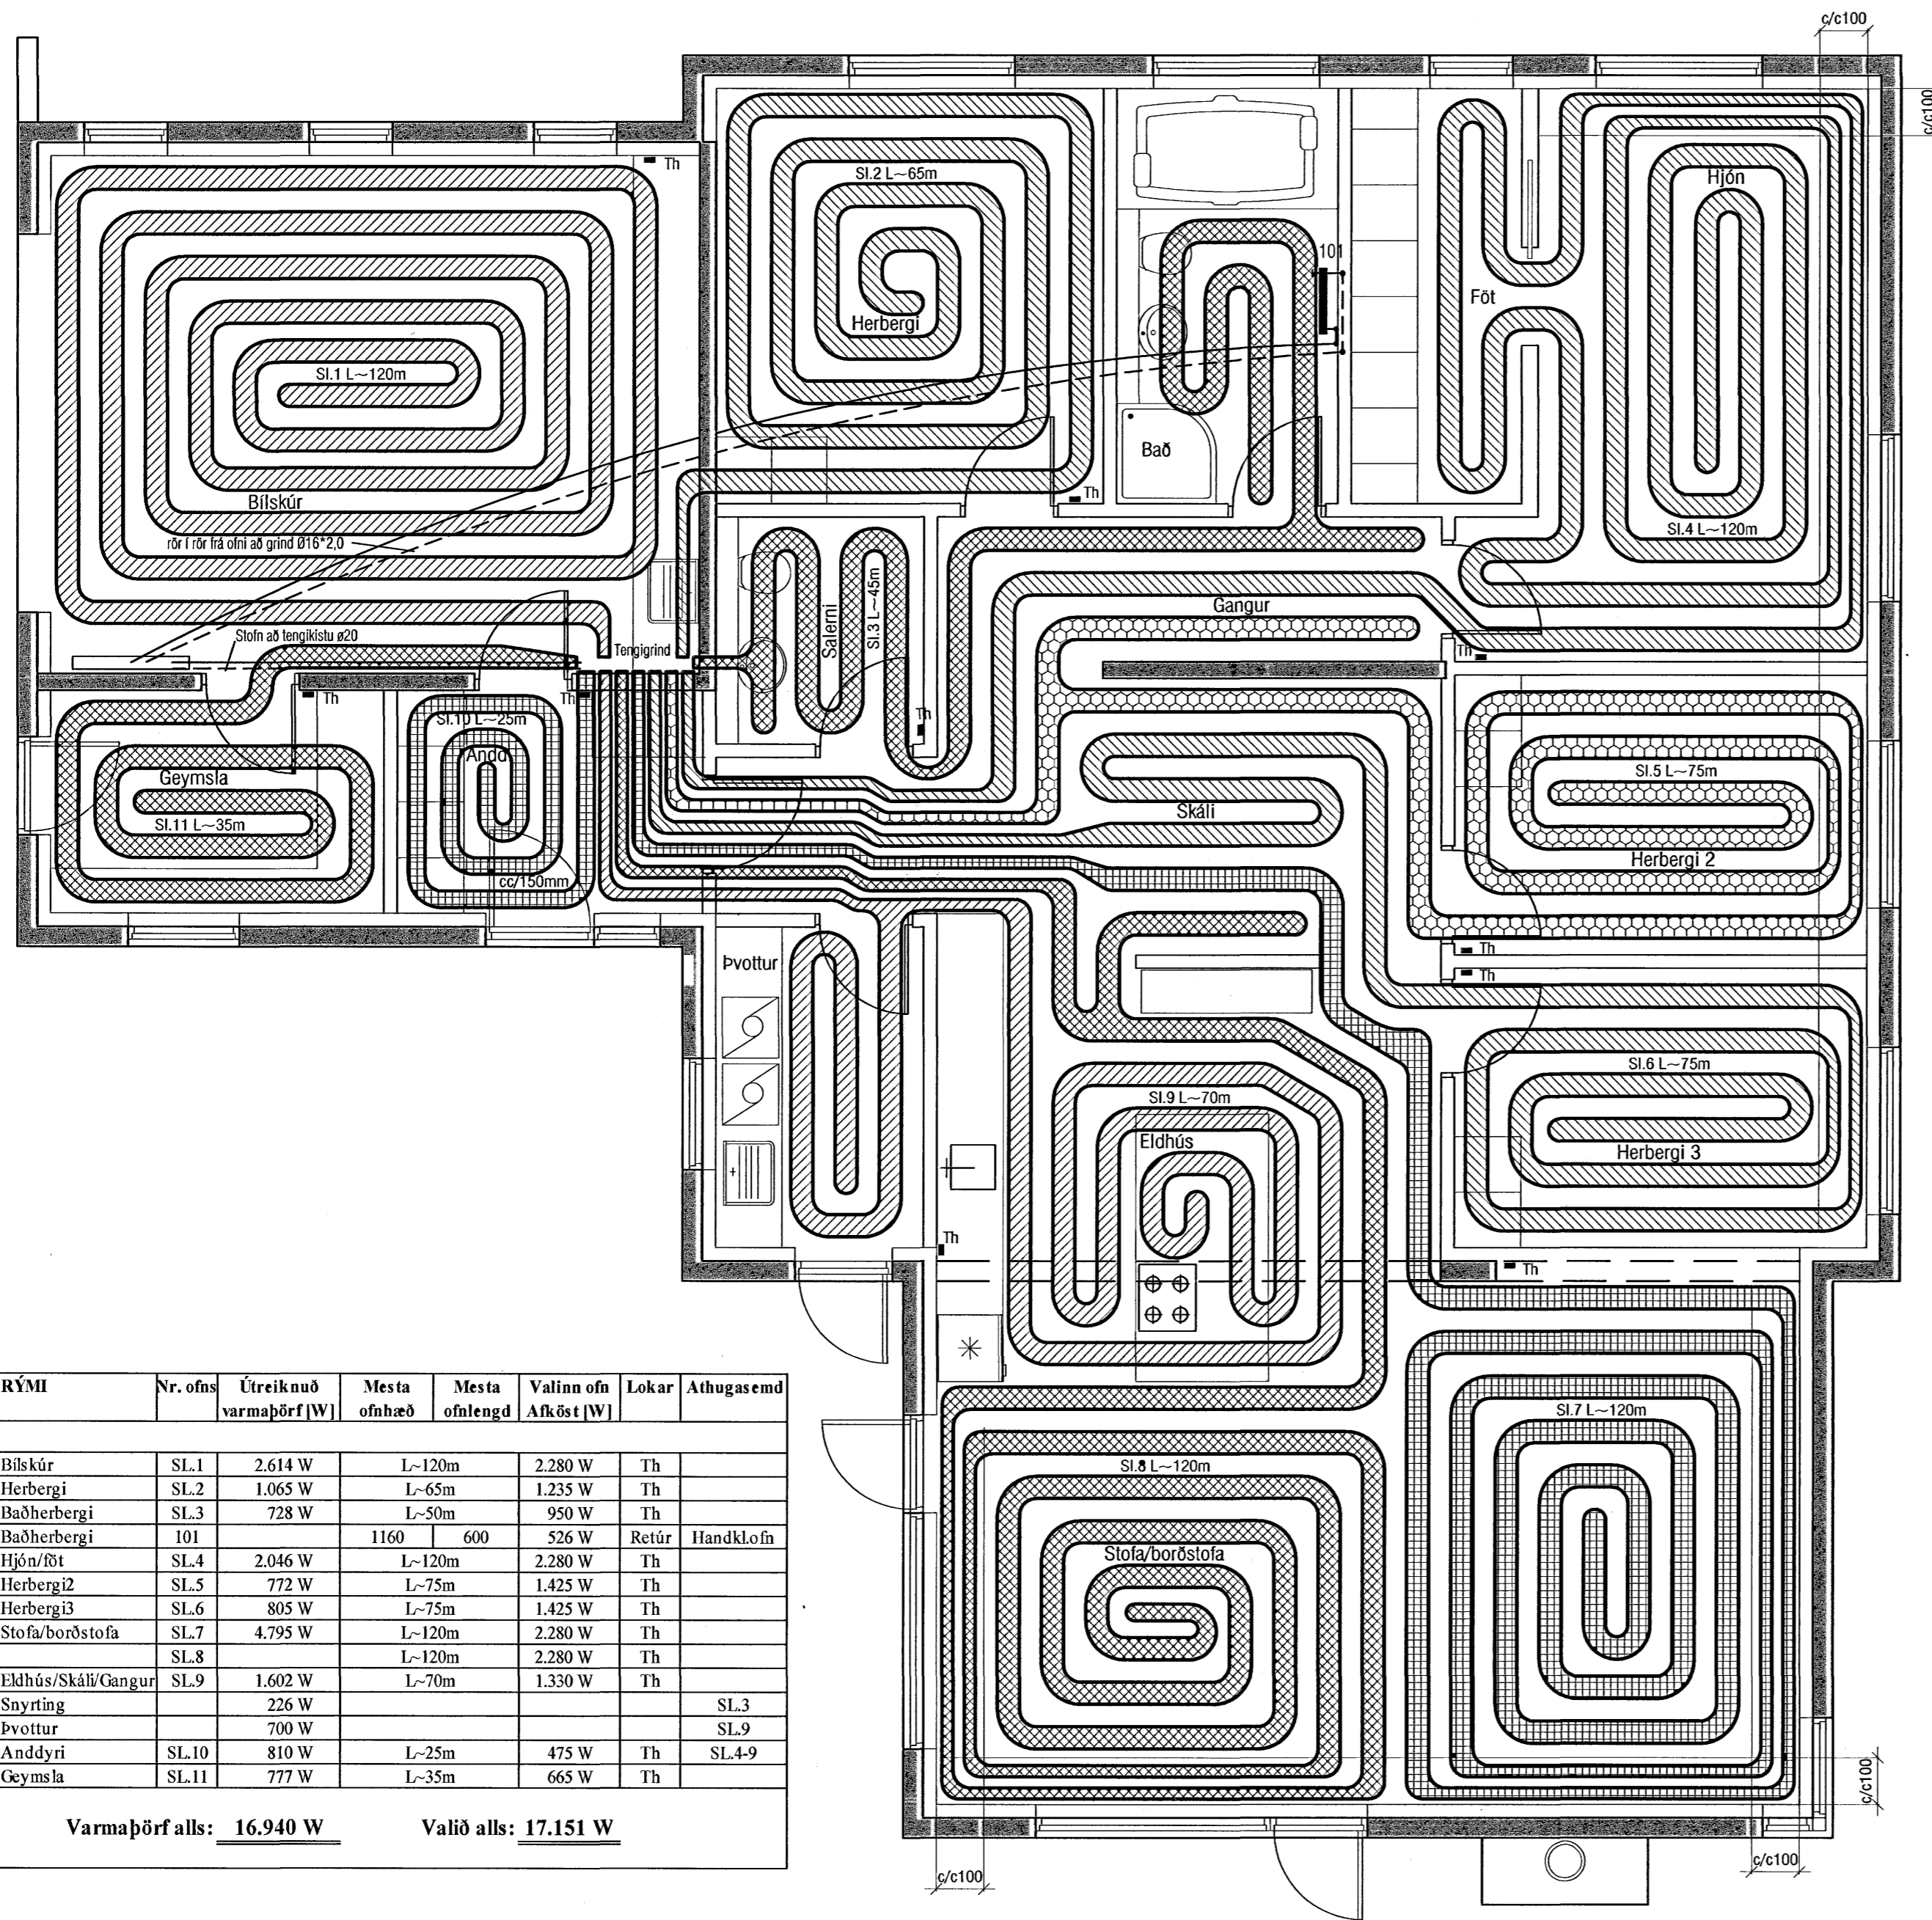 c/c100
c/c100
Th
Sl.2 L~65m
Hjón
101
Föt
Herbergi
Sl.1 L~120m
Bað
Th
Bílskúr
Sl.4 L~120m
rör í rör frá ofni að grind Ø16*2,0
Sl.3 L~45m
Salerni
Gangur
Stofn að tengikistu ø20
Tengigrind
Th
Th
Th
Th
Sl.10 L~25m
Andd
Geymsla
Sl.11 L~35m
Sl.5 L~75m
Skáli
Herbergi 2
cc/150mm
Th
Þvottur
Th
Sl.6 L~75m
Sl.9 L~70m
Eldhús
Herbergi 3
Th
Th
RÝMI Nr. ofns Útreiknuð Mesta Mesta Valinn ofn Lokar Athugasemd
varmaþörf [W] ofnhæð ofnlengd Afköst [W]
Bílskúr SL.1 2.614 W L~120m 2.280 W Th
Herbergi SL.2 1.065 W L~65m 1.235 W Th
Baðherbergi SL.3 728 W L~50m 950 W Th
Baðherbergi 101 1160 600 526 W Retúr Handkl.ofn
Hjón/föt SL.4 2.046 W L~120m 2.280 W Th
Herbergi2 SL.5 772 W L~75m 1.425 W Th
Herbergi3 SL.6 805 W L~75m 1.425 W Th
Stofa/borðstofa SL.7 4.795 W L~120m 2.280 W Th
SL.8 L~120m 2.280 W Th
Eldhús/Skáli/Gangur SL.9 1.602 W L~70m 1.330 W Th
Snyrting 226 W SL.3
Þvottur 700 W SL.9
Anddyri SL.10 810 W L~25m 475 W Th SL.4-9
Geymsla SL.11 777 W L~35m 665 W Th
Varmaþörf alls: 16.940 W Valið alls: 17.151 W
Sl.7 L~120m
Sl.8 L~120m
Stofa/borðstofa
c/c100
c/c100
c/c100